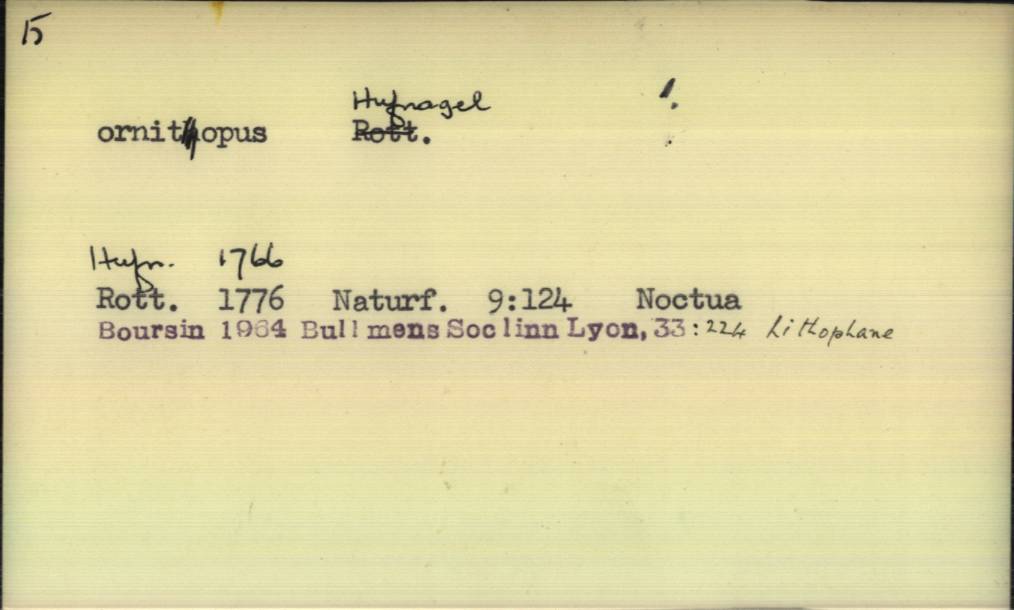 15
Hufnagel !
ornithopus Rott.
Hufn. 1766
Rott. 1776 Naturf. 9:124 Noctua
Boursin 1964 Bull mens Soc linn Lyon, 33:224 Lithophane